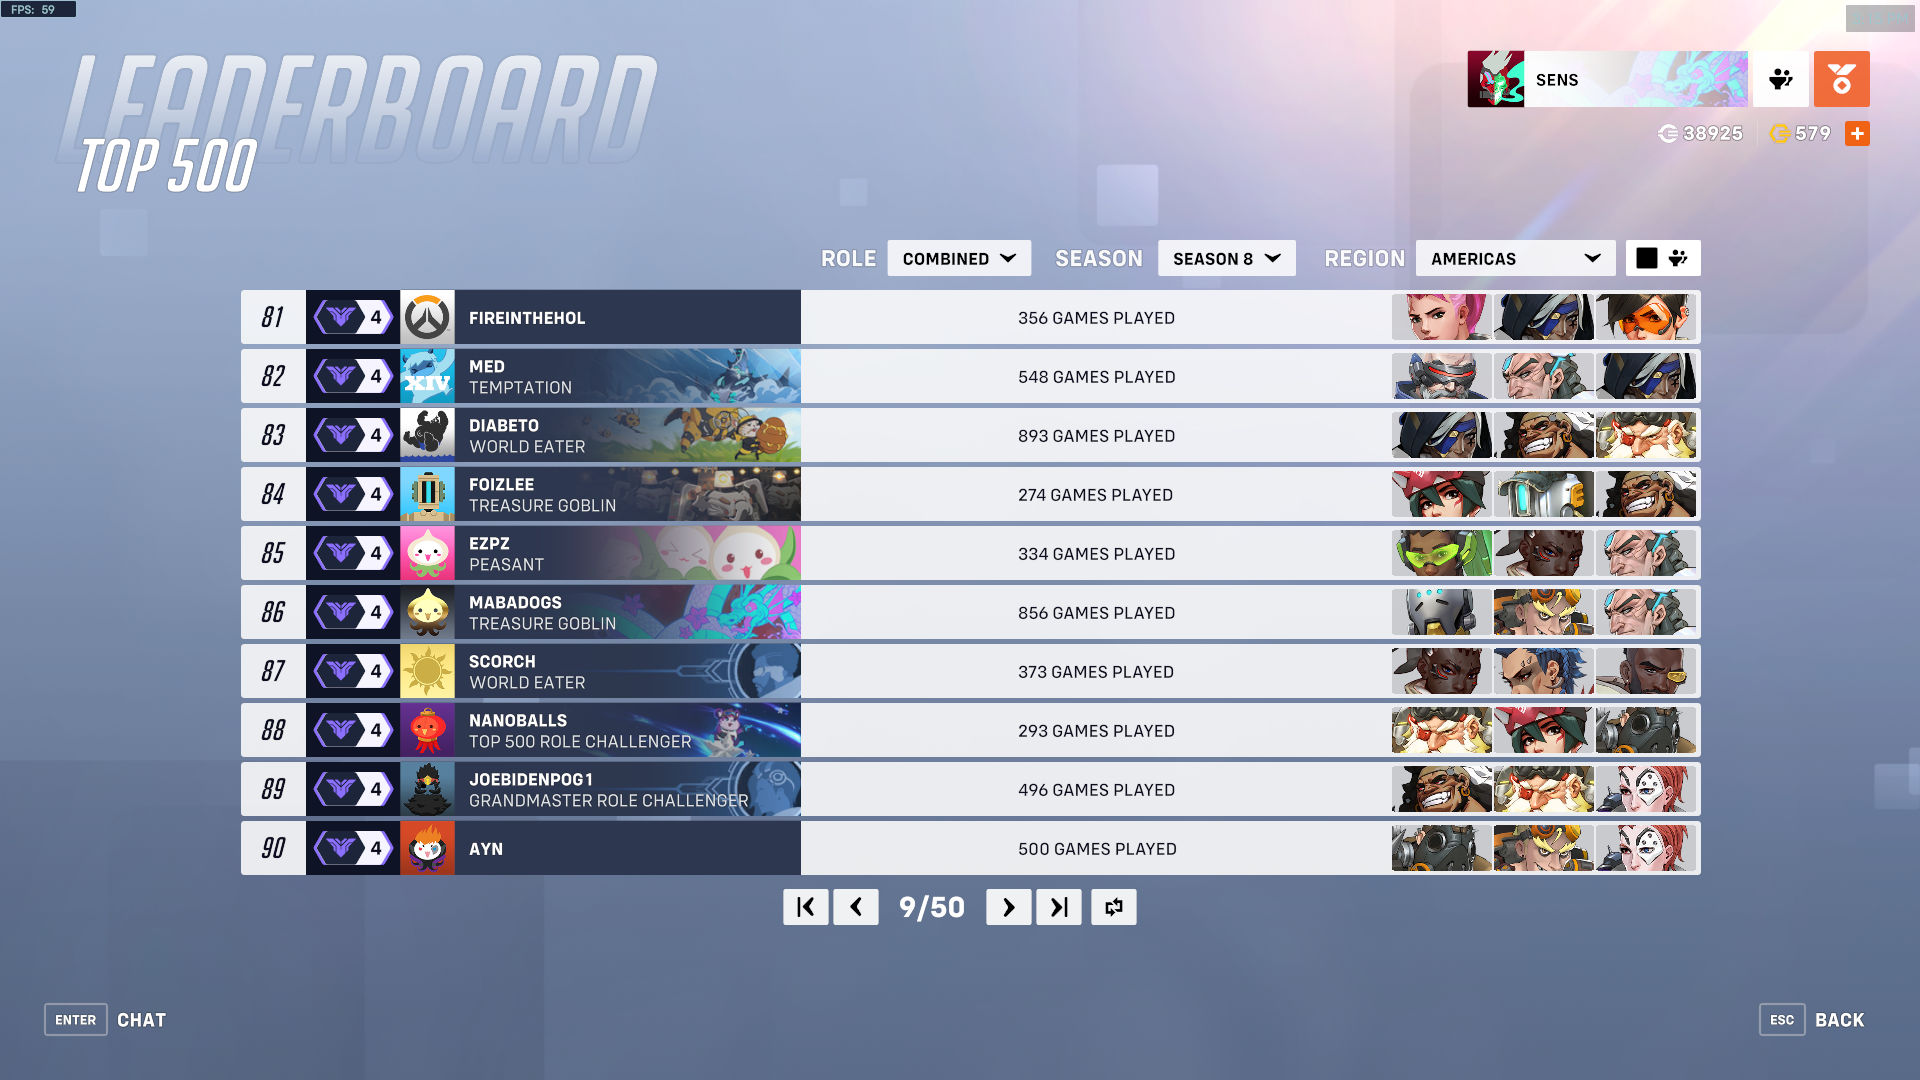 FPS: 59
LEADERBOARD
TOP 500
SENS
38925 579
ROLE COMBINED SEASON SEASON 8 REGION AMERICAS
81 4 FIREINTHEHOL 356 GAMES PLAYED
82 4 MED 548 GAMES PLAYED
XIV TEMPTATION
83 4 DIABETO 893 GAMES PLAYED
WORLD EATER
84 4 FOIZLEE 274 GAMES PLAYED
TREASURE GOBLIN
85 4 EZPZ 334 GAMES PLAYED
PEASANT
86 4 MABADOGS 856 GAMES PLAYED
TREASURE GOBLIN
87 4 SCORCH 373 GAMES PLAYED
WORLD EATER
88 4 NANOBALLS 293 GAMES PLAYED
TOP 500 ROLE CHALLENGER
89 4 JOEBIDENPOG1 496 GAMES PLAYED
GRANDMASTER ROLE CHALLENGER
90 4 AYN 500 GAMES PLAYED
9/50
ENTER CHAT
ESC BACK